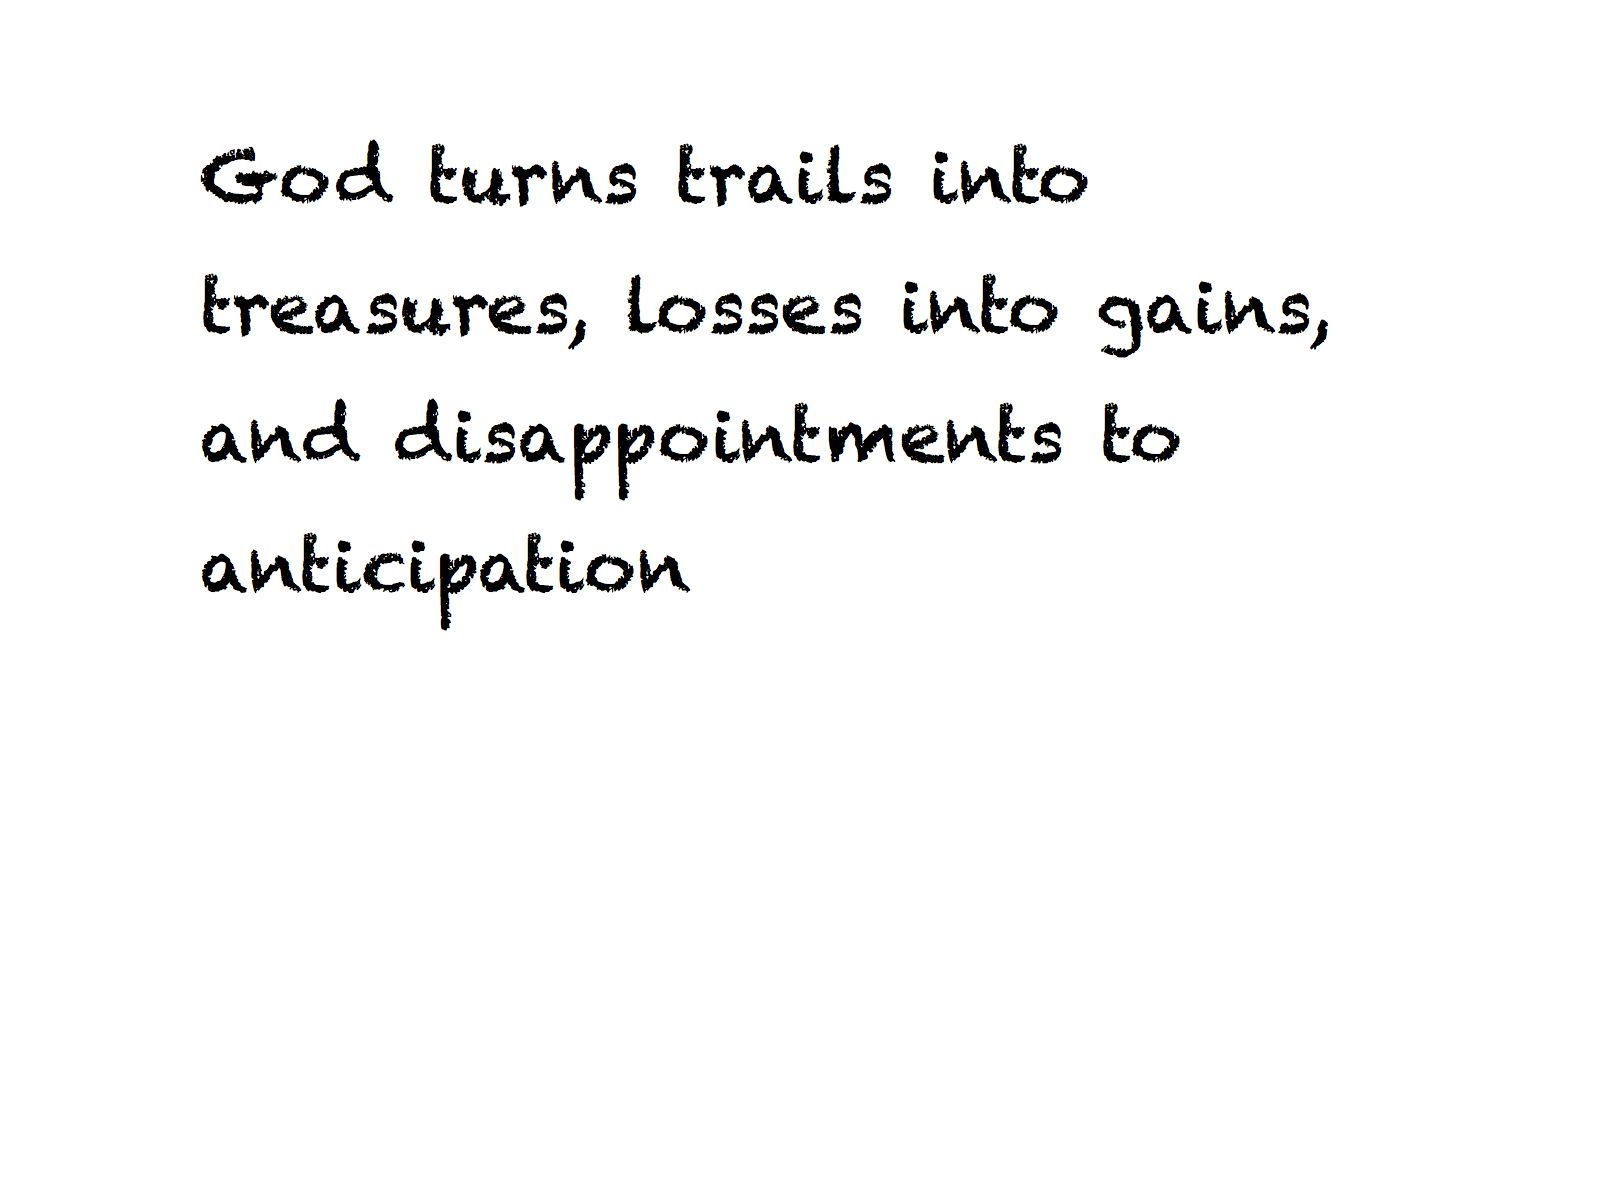 God turns trails into
treasures, losses into gains,
and disappointments to
anticipation